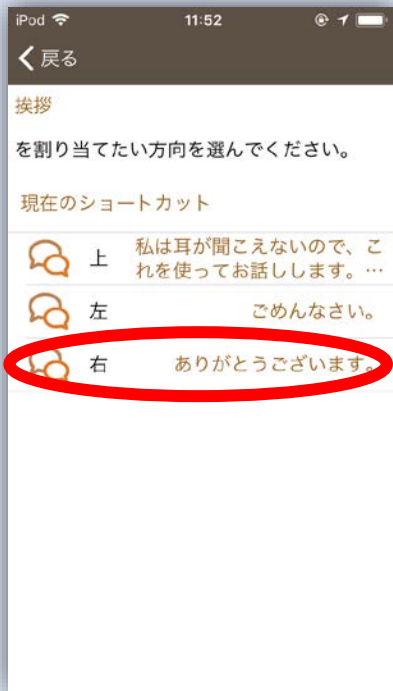 iPod 11:52
戻る
挨拶
を割り当てたい方向を選んでください。
現在のショートカット
上 私は耳が聞こえないので、こ
れを使ってお話しします。…
左 ごめんなさい。
右 ありがとうございます。